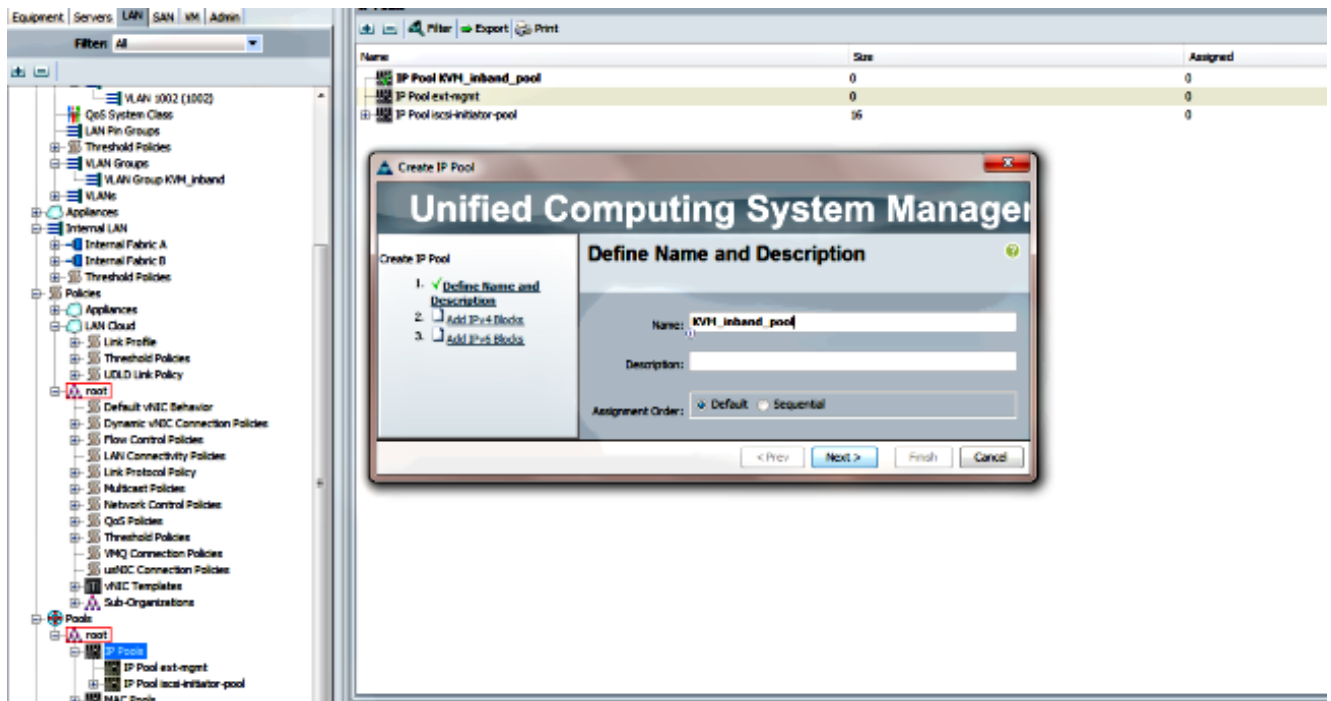 Equipment Servers LAN SAN VM Admin
Filter: All
VLAN 1002 (1002)
QoS System Class
LAN Pin Groups
Threshold Policies
VLAN Groups
VLAN Group KVM_inband
VLANs
Appliances
Internal LAN
Internal Fabric A
Internal Fabric B
Threshold Policies
Policies
Appliances
LAN Cloud
Link Profile
Threshold Policies
UDLD Link Policy
root
Default vNIC Behavior
Dynamic vNIC Connection Policies
Flow Control Policies
LAN Connectivity Policies
Link Protocol Policy
Multicast Policies
Network Control Policies
QoS Policies
Threshold Policies
VMQ Connection Policies
usNIC Connection Policies
vNIC Templates
Sub-Organizations
Pools
root
IP Pools
IP Pool ext-mgmt
IP Pool iscsi-initiator-pool
MAC Pools
IP Pools
Filter Export Print
Name Size Assigned
IP Pool KVM_inband_pool 0 0
IP Pool ext-mgmt 0 0
IP Pool iscsi-initiator-pool 16 0
Create IP Pool
Unified Computing System Manager
Create IP Pool
1. Define Name and
Description
2. Add IPv4 Blocks
3. Add IPv6 Blocks
Define Name and Description
Name: KVM_inband_pool
Description:
Assignment Order: Default Sequential
< Prev Next > Finish Cancel